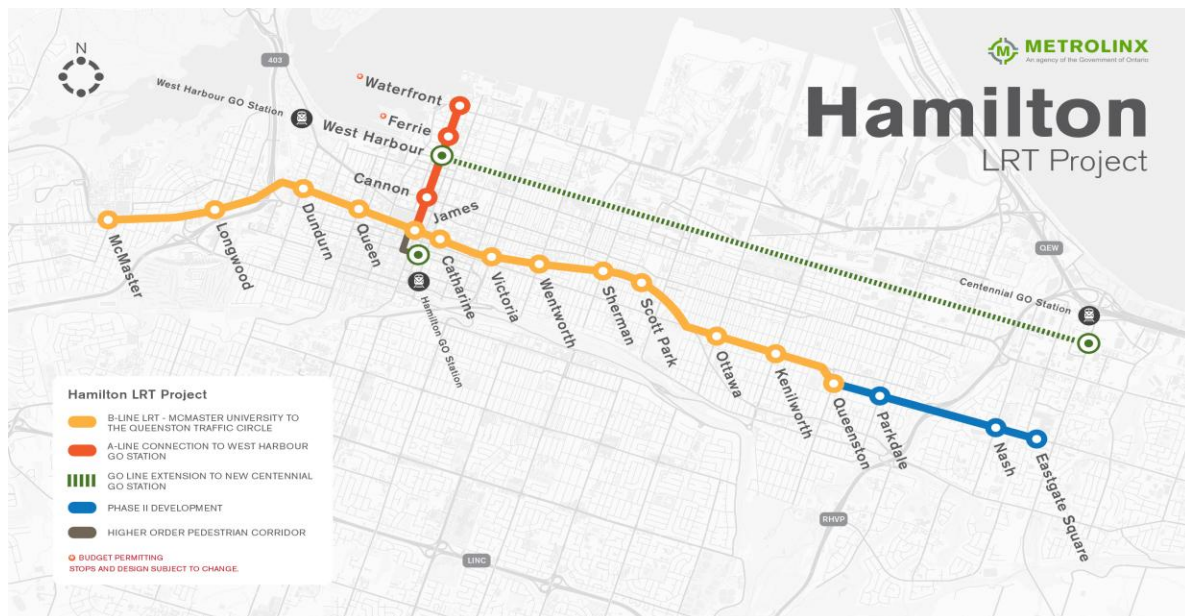 N
403
METROLINX
An agency of the Government of Ontario
Hamilton
LRT Project
West Harbour GO Station
Waterfront
Ferrie
West Harbour
Cannon
James
McMaster
Longwood
Dundurn
Queen
Catharine
Hamilton GO Station
Victoria
Wentworth
Sherman
Scott Park
Ottawa
Kenilworth
Queenston
Parkdale
Nash
Eastgate Square
QEW
Centennial GO Station
RHVP
LINC
Hamilton LRT Project
B-LINE LRT - MCMASTER UNIVERSITY TO
THE QUEENSTON TRAFFIC CIRCLE
A-LINE CONNECTION TO WEST HARBOUR
GO STATION
GO LINE EXTENSION TO NEW CENTENNIAL
GO STATION
PHASE II DEVELOPMENT
HIGHER ORDER PEDESTRIAN CORRIDOR
BUDGET PERMITTING
STOPS AND DESIGN SUBJECT TO CHANGE.